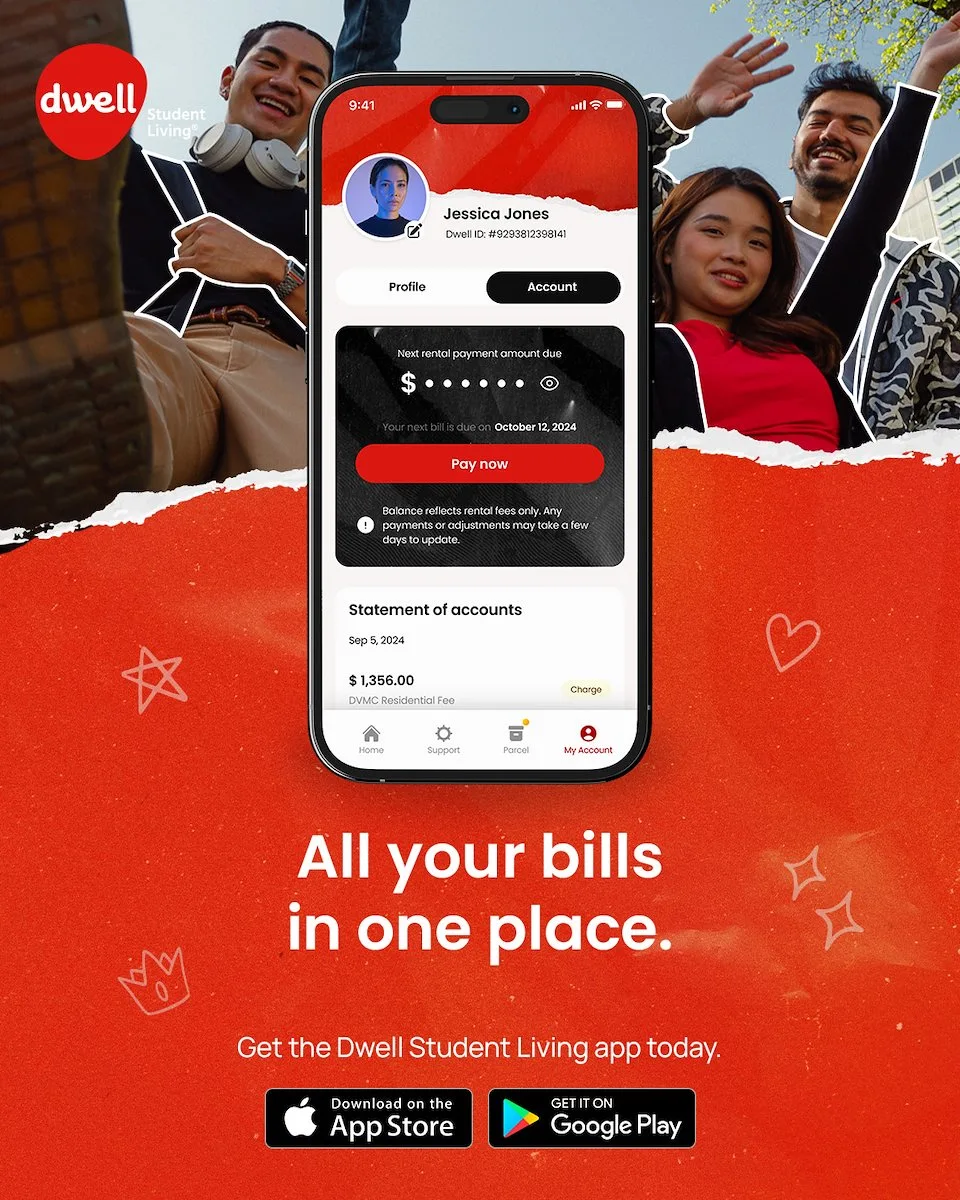 dwell
Student
Living®
9:41
Jessica Jones
Dwell ID: #9293812398141
Profile
Account
Next rental payment amount due
$ • • • • • •
Your next bill is due on October 12, 2024
Pay now
Balance reflects rental fees only. Any
payments or adjustments may take a few
days to update.
Statement of accounts
Sep 5, 2024
$ 1,356.00
Charge
DVMC Residential Fee
Home
Support
Parcel
My Account
All your bills
in one place.
Get the Dwell Student Living app today.
Download on the
App Store
GET IT ON
Google Play